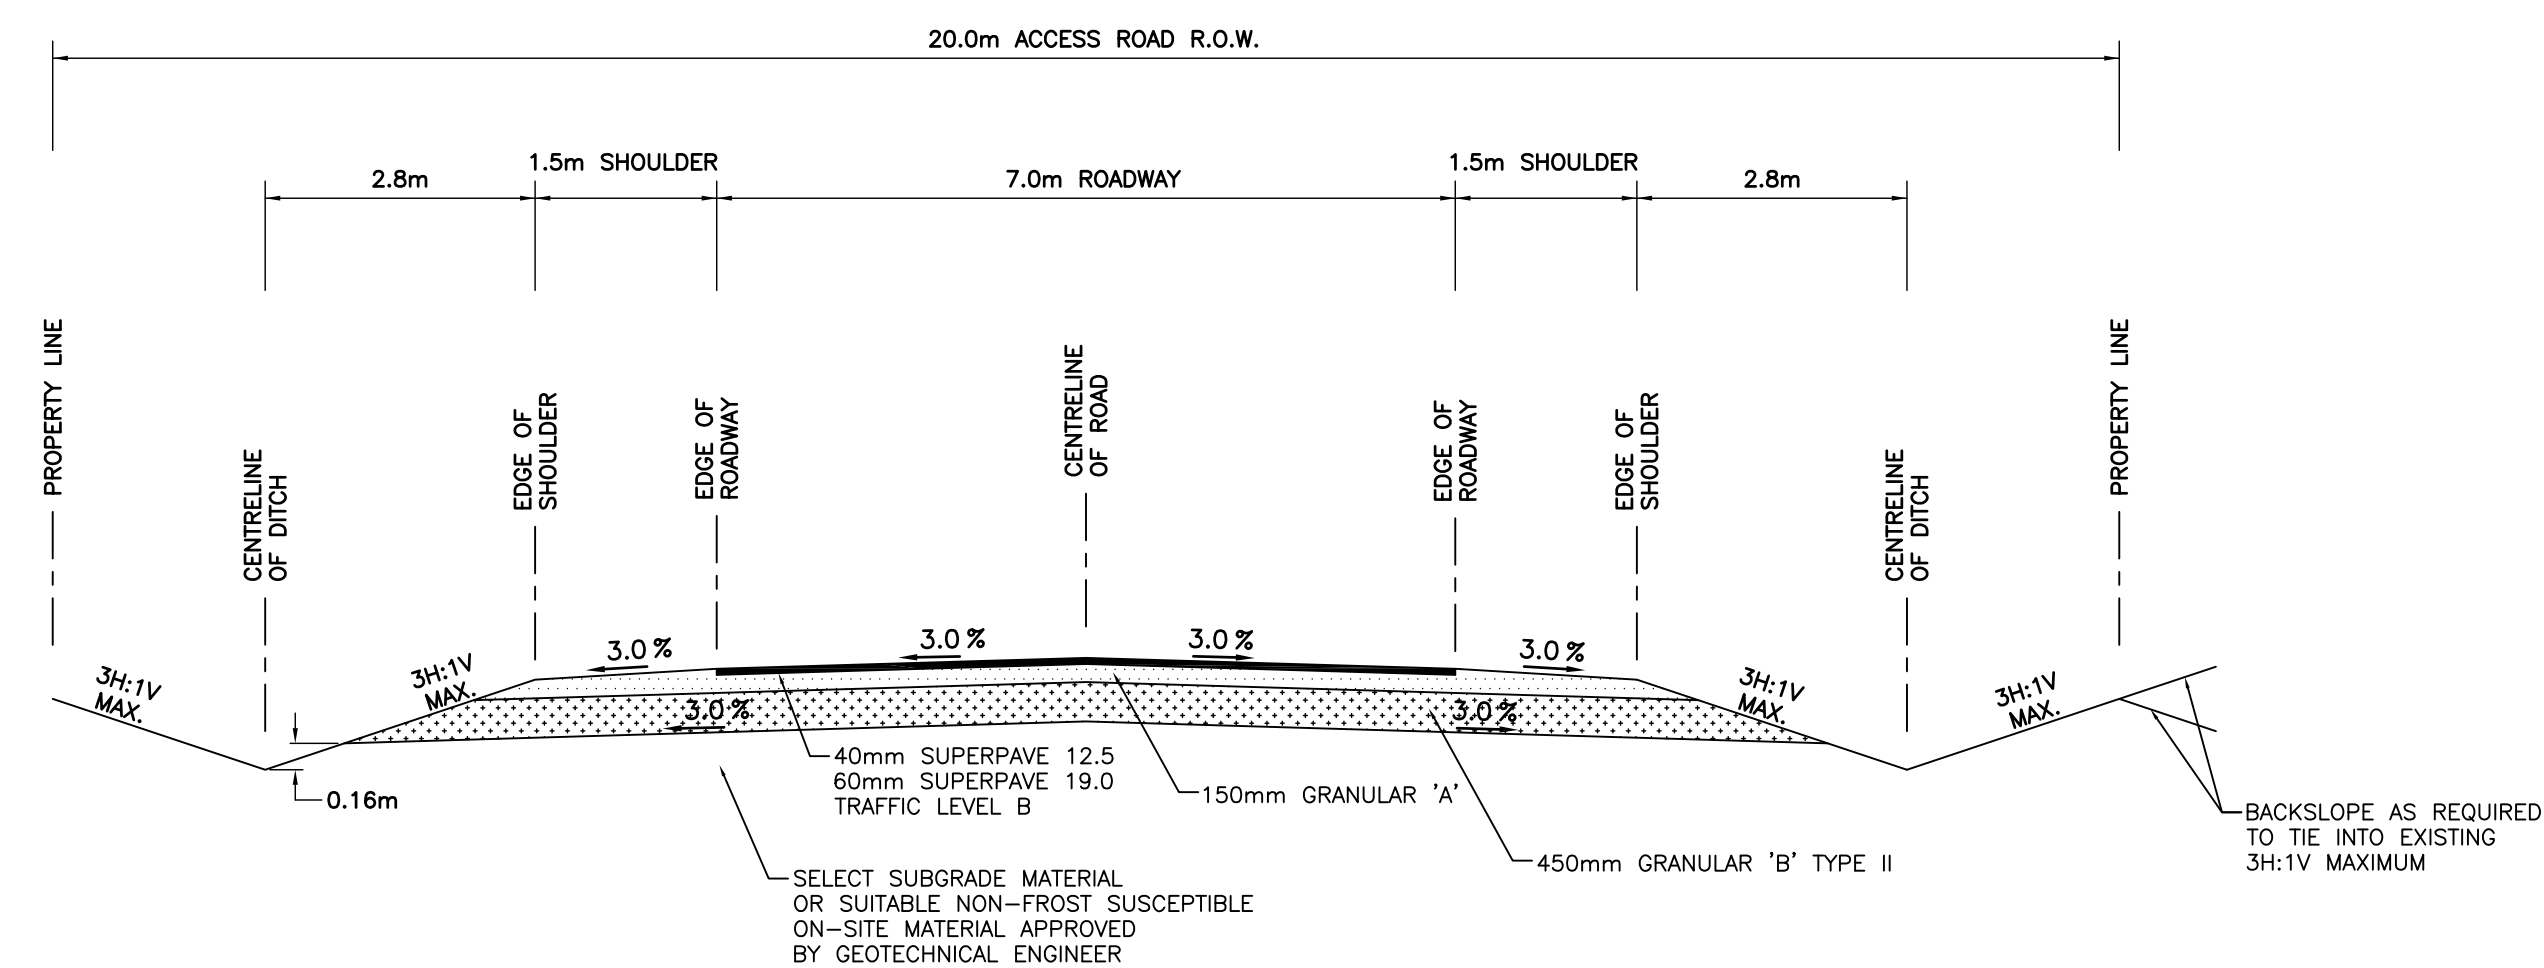 20.0m ACCESS ROAD R.O.W.
2.8m
1.5m SHOULDER
7.0m ROADWAY
1.5m SHOULDER
2.8m
PROPERTY LINE
CENTRELINE
OF DITCH
EDGE OF
SHOULDER
EDGE OF
ROADWAY
CENTRELINE
OF ROAD
EDGE OF
ROADWAY
EDGE OF
SHOULDER
CENTRELINE
OF DITCH
PROPERTY LINE
3H:1V
MAX.
3H:1V
MAX.
3.0%
3.0%
3.0%
3.0%
3H:1V
MAX.
3H:1V
MAX.
3.0%
3.0%
0.16m
40mm SUPERPAVE 12.5
60mm SUPERPAVE 19.0
TRAFFIC LEVEL B
150mm GRANULAR 'A'
450mm GRANULAR 'B' TYPE II
BACKSLOPE AS REQUIRED
TO TIE INTO EXISTING
3H:1V MAXIMUM
SELECT SUBGRADE MATERIAL
OR SUITABLE NON-FROST SUSCEPTIBLE
ON-SITE MATERIAL APPROVED
BY GEOTECHNICAL ENGINEER